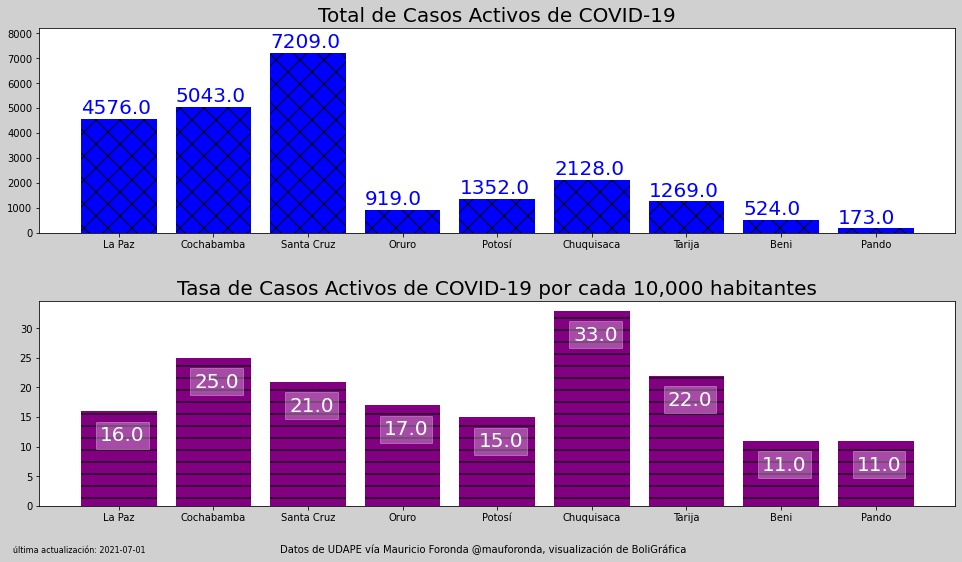 Total de Casos Activos de COVID-19
8000
7000
6000
5000
4000
3000
2000
1000
0
4576.0
5043.0
7209.0
919.0
1352.0
2128.0
1269.0
524.0
173.0
La Paz
Cochabamba
Santa Cruz
Oruro
Potosí
Chuquisaca
Tarija
Beni
Pando
Tasa de Casos Activos de COVID-19 por cada 10,000 habitantes
30
25
20
15
10
5
0
16.0
25.0
21.0
17.0
15.0
33.0
22.0
11.0
11.0
La Paz
Cochabamba
Santa Cruz
Oruro
Potosí
Chuquisaca
Tarija
Beni
Pando
última actualización: 2021-07-01
Datos de UDAPE vía Mauricio Foronda @mauforonda, visualización de BoliGráfica